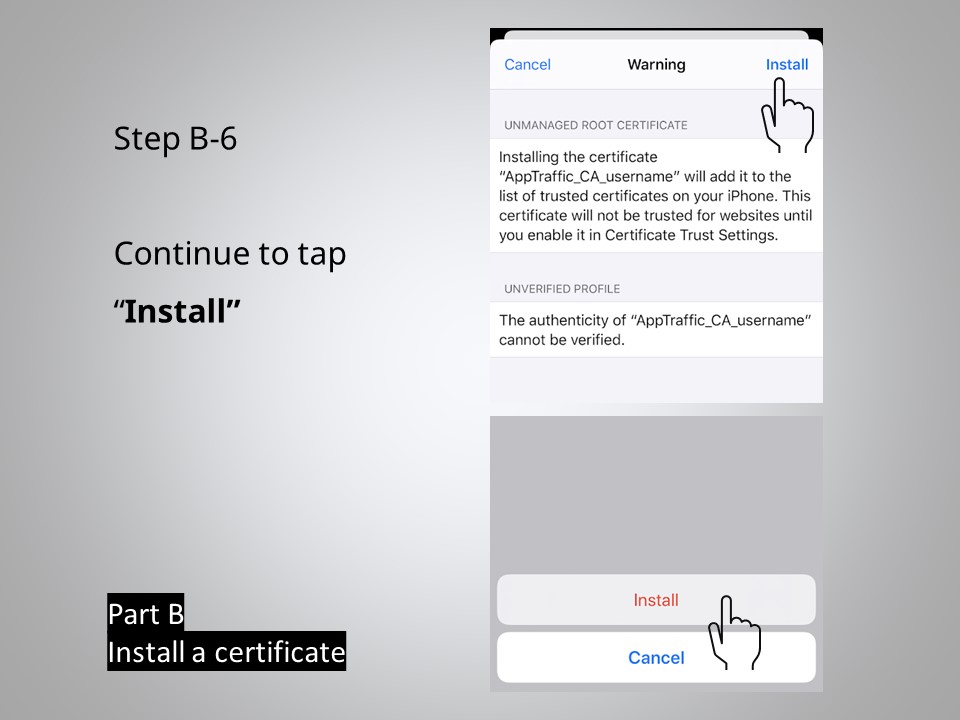 Step B-6
Continue to tap
“Install”
Part B
Install a certificate
Cancel
Warning
Install
UNMANAGED ROOT CERTIFICATE
Installing the certificate
“AppTraffic_CA_username” will add it to the
list of trusted certificates on your iPhone. This
certificate will not be trusted for websites until
you enable it in Certificate Trust Settings.
UNVERIFIED PROFILE
The authenticity of “AppTraffic_CA_username”
cannot be verified.
Install
Cancel